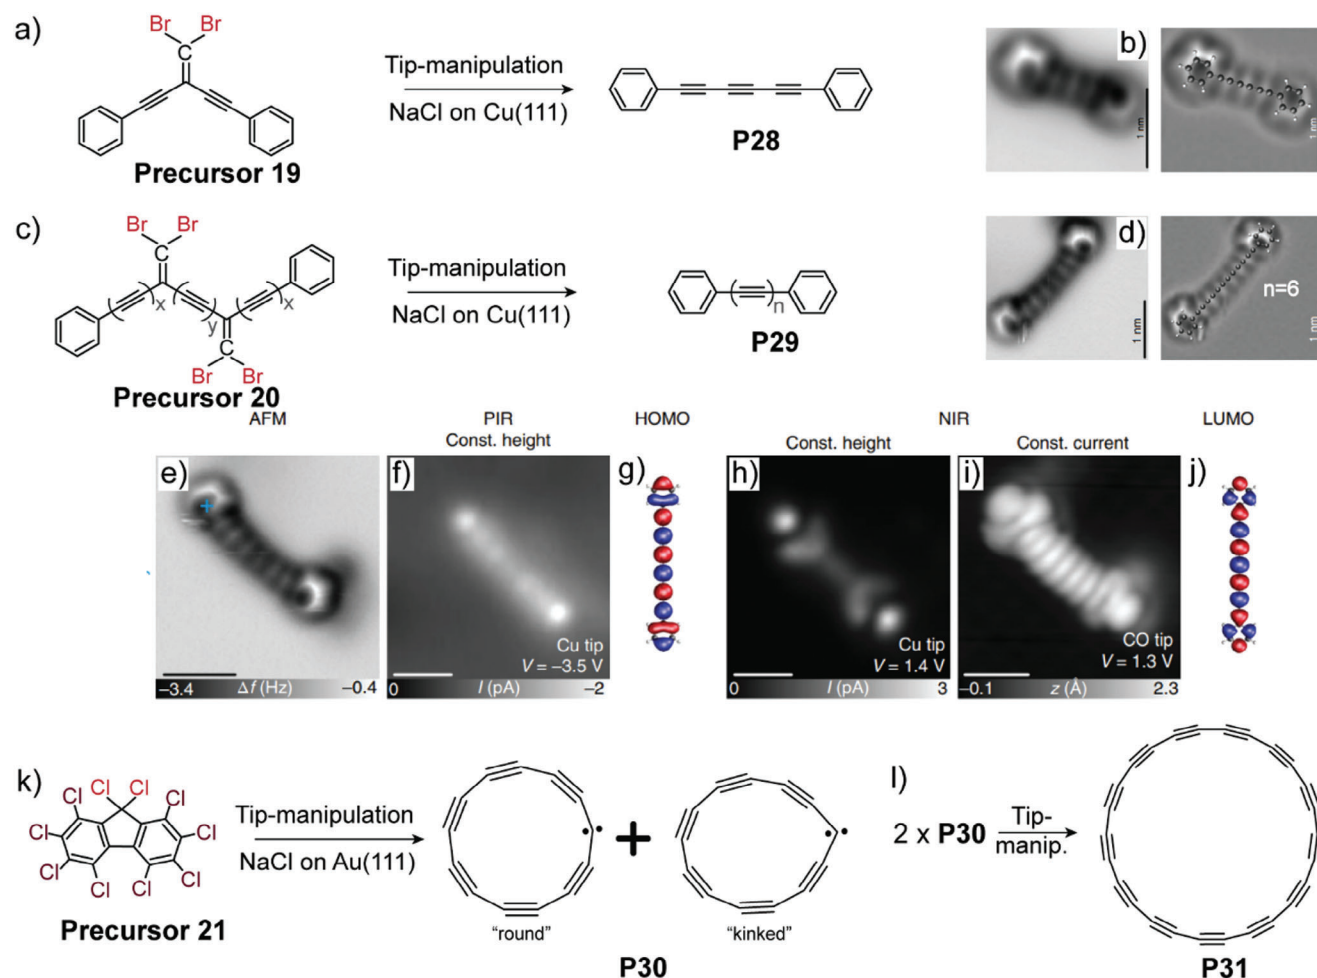 a)
Br Br
C
Precursor 19
Tip-manipulation
NaCl on Cu(111)
P28
b)
1 nm
1 nm
c)
Br Br
C
x
y
x
C
Br Br
Precursor 20
Tip-manipulation
NaCl on Cu(111)
n
P29
d)
n=6
1 nm
1 nm
AFM
PIR
HOMO
NIR
LUMO
Const. height
Const. height
Const. current
e)
f)
g)
h)
i)
j)
Cu tip
V = −3.5 V
Cu tip
V = 1.4 V
CO tip
V = 1.3 V
−3.4 Δf (Hz) −0.4
0 I (pA) −2
0 I (pA) 3
−0.1 z (Å) 2.3
k)
Cl Cl
Cl Cl
Cl Cl
Cl Cl Cl Cl
Precursor 21
Tip-manipulation
NaCl on Au(111)
+
"round"
"kinked"
P30
l)
2 x P30
Tip-
manip.
P31